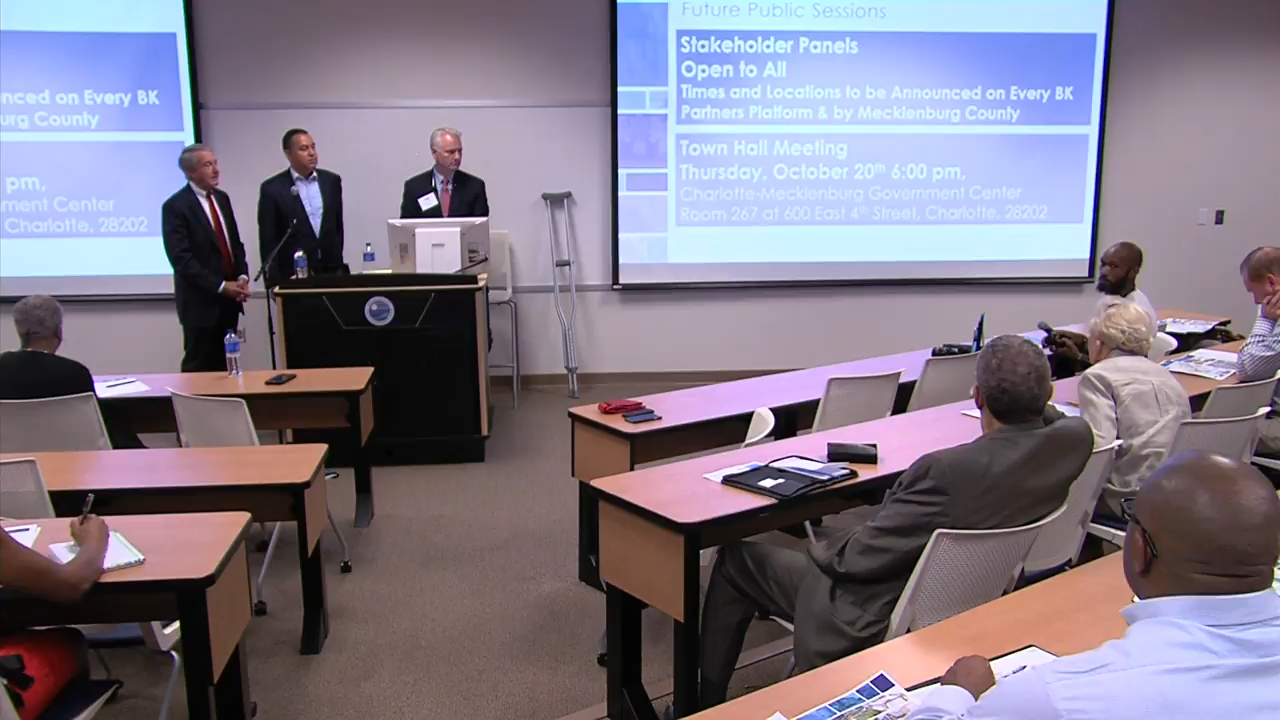 nced on Every BK
urg County
pm,
ment Center
Charlotte, 28202
Future Public Sessions
Stakeholder Panels
Open to All
Times and Locations to be Announced on Every BK
Partners Platform & by Mecklenburg County
Town Hall Meeting
Thursday, October 20th 6:00 pm,
Charlotte-Mecklenburg Government Center
Room 267 at 600 East 4th Street, Charlotte, 28202